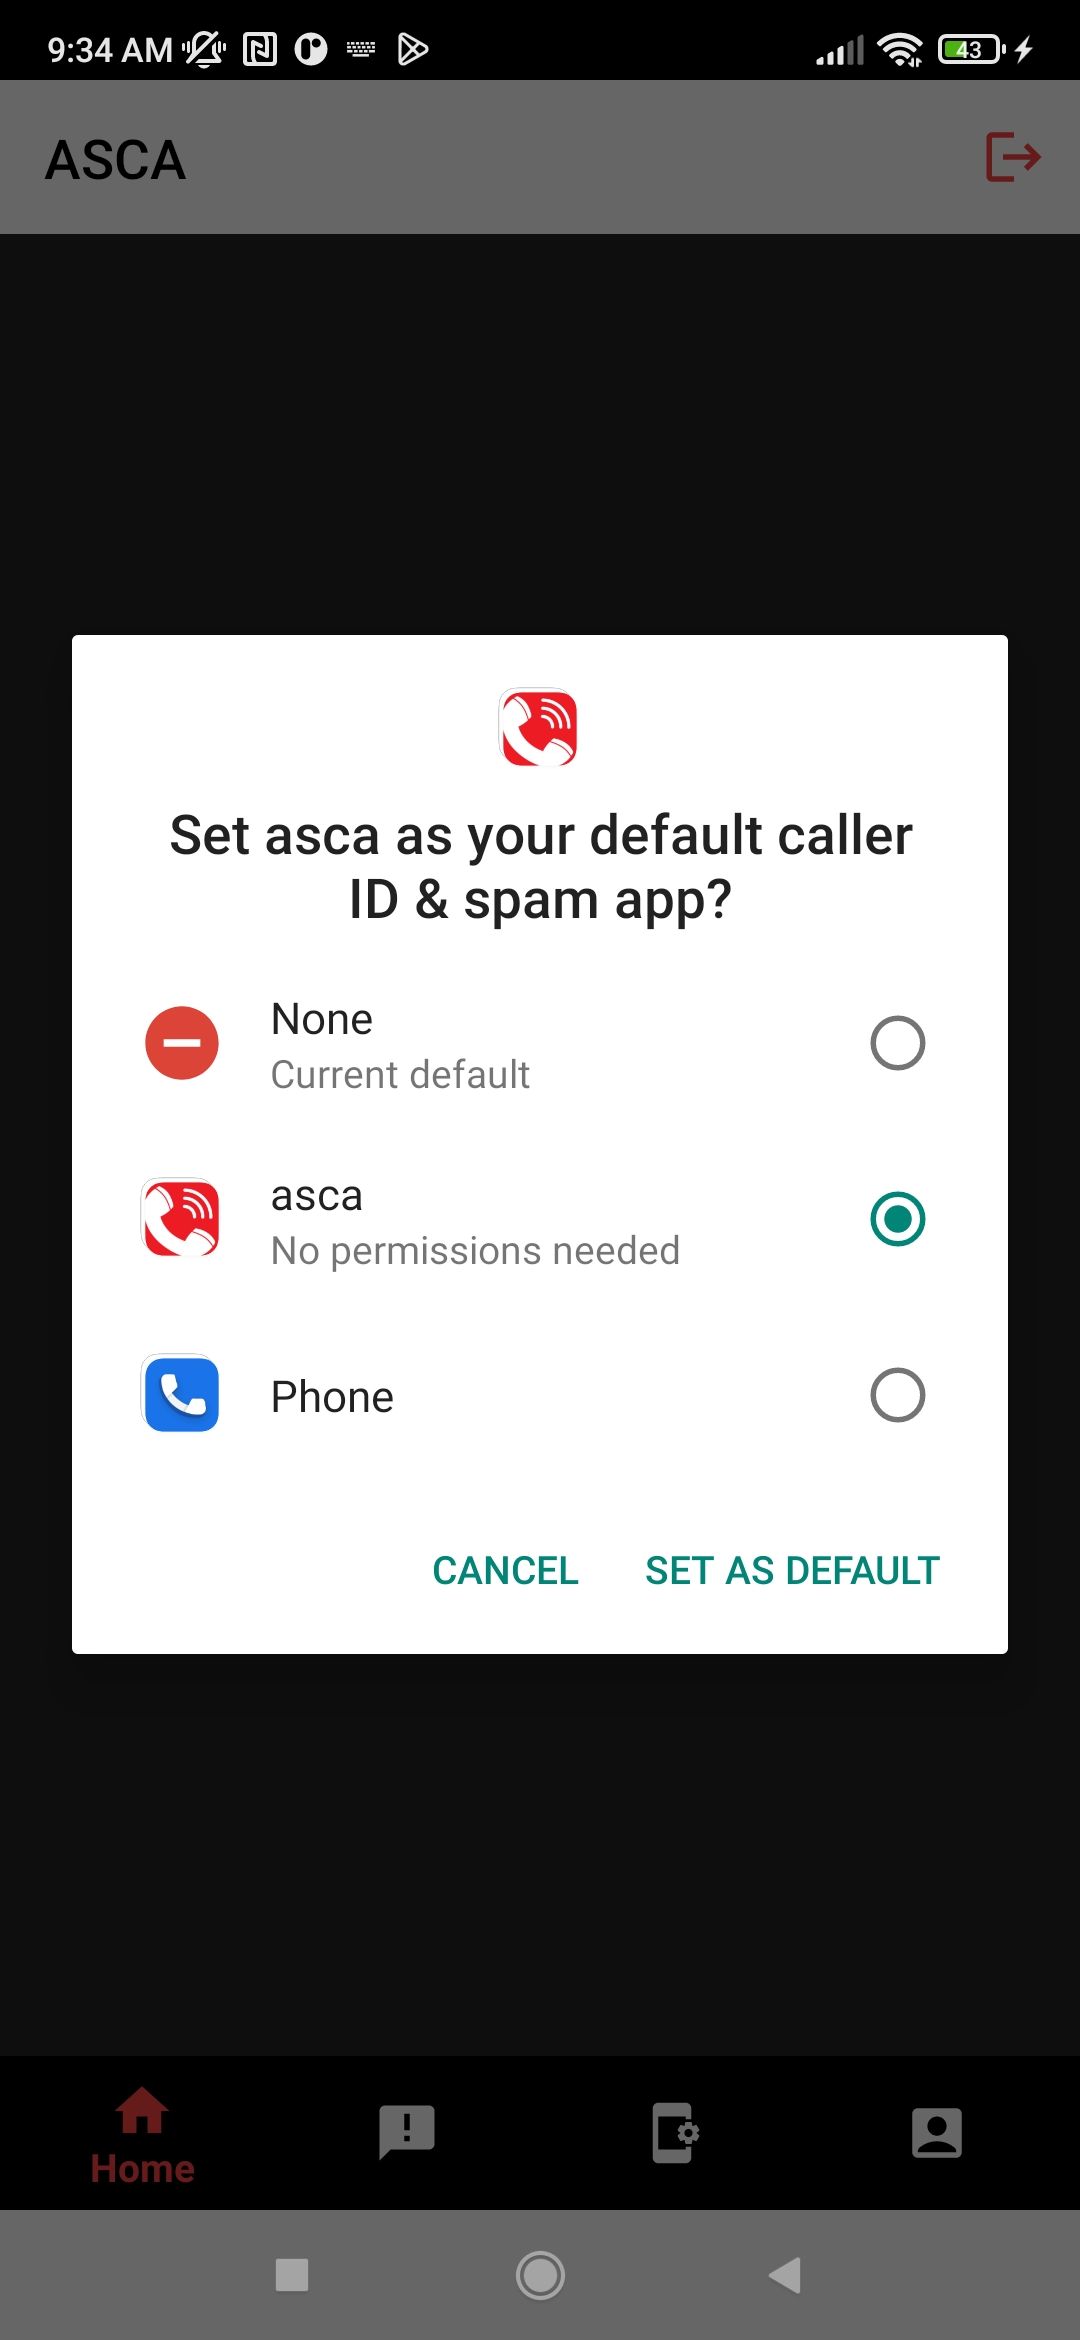 9:34 AM
43
ASCA
Set asca as your default caller
ID & spam app?
None
Current default
asca
No permissions needed
Phone
CANCEL SET AS DEFAULT
Home